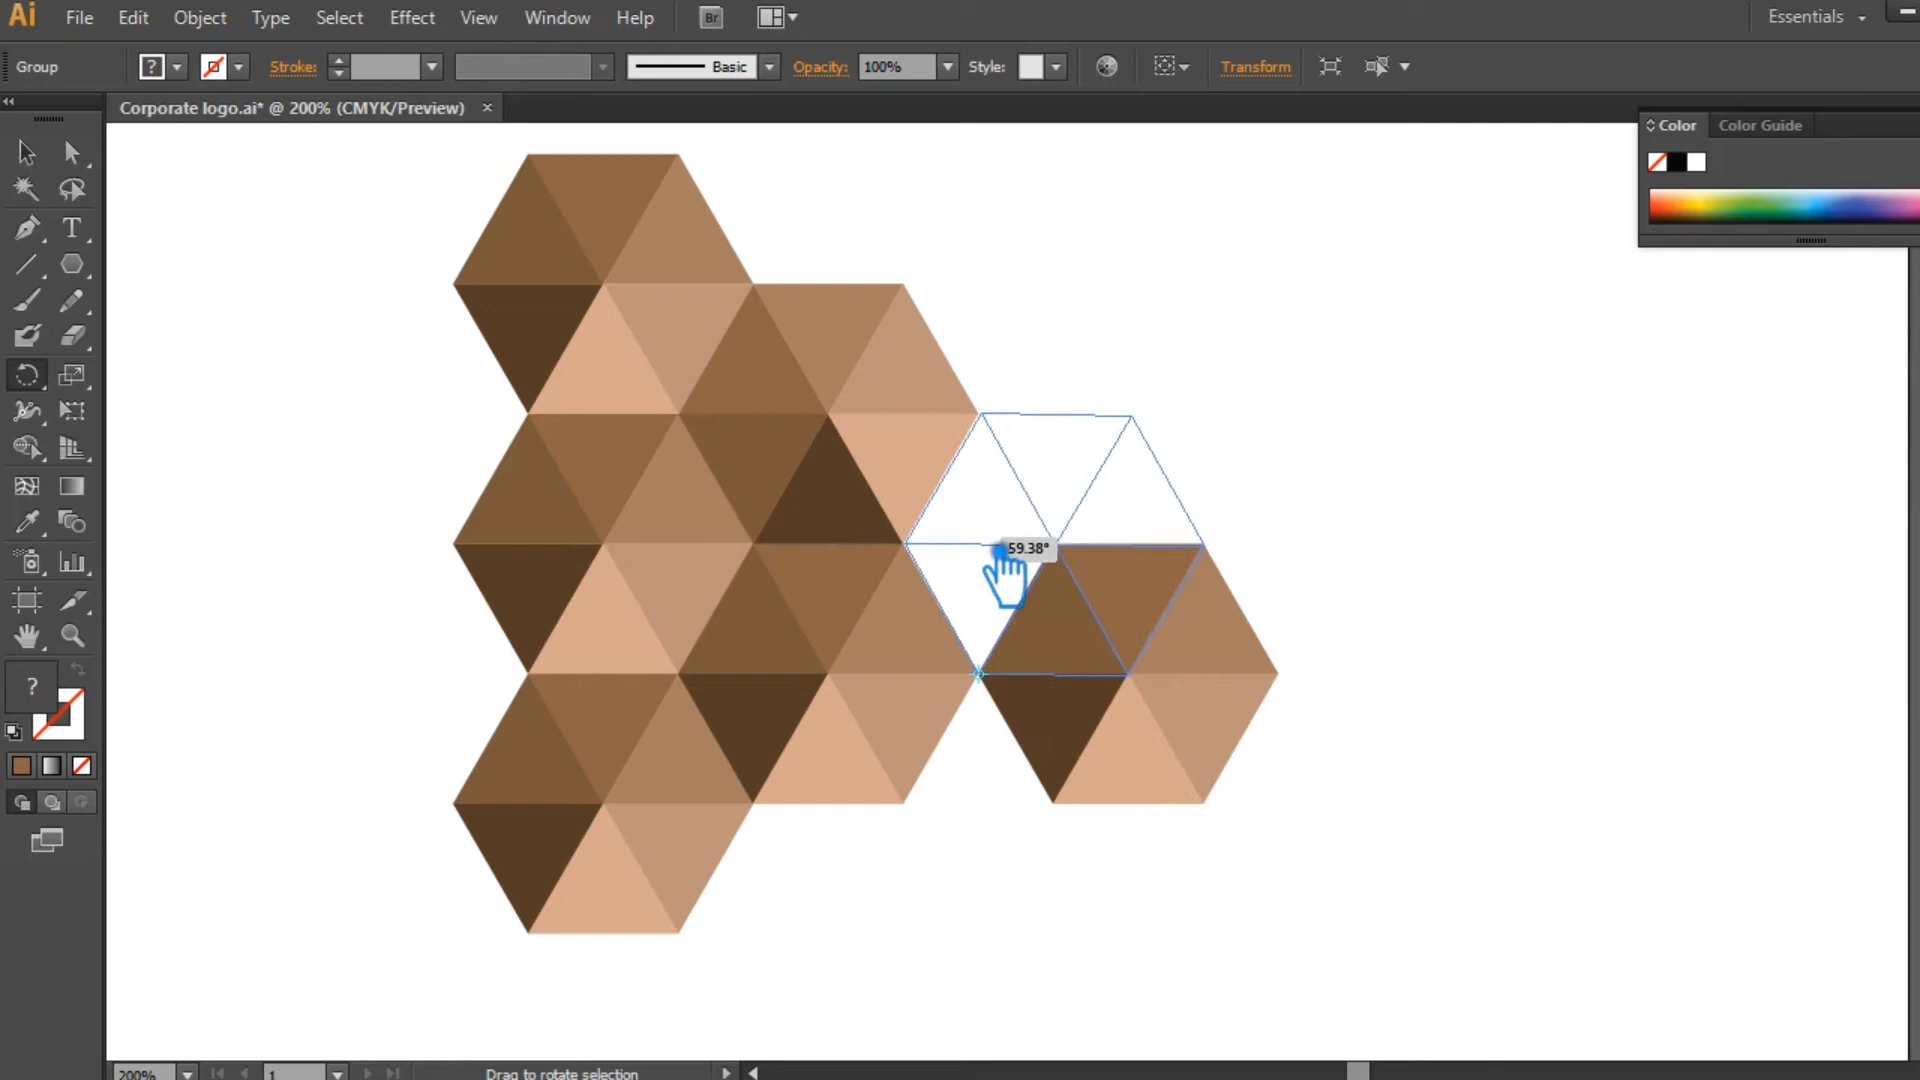 Ai File Edit Object Type Select Effect View Window Help Br Essentials
Group ? Stroke: Basic Opacity: 100% Style: Transform
Corporate logo.ai* @ 200% (CMYK/Preview) ×
Color Color Guide
T
59.38°
?
200% 1 Drag to rotate selection